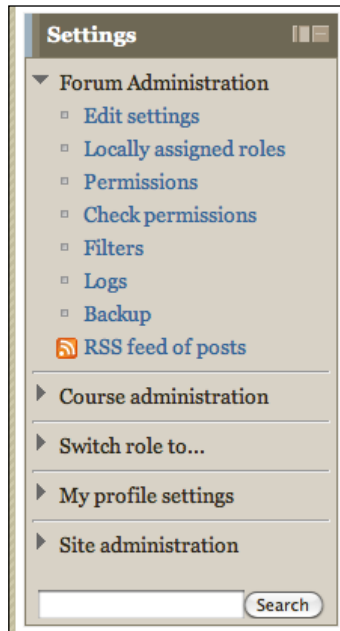 Settings
Forum Administration
Edit settings
Locally assigned roles
Permissions
Check permissions
Filters
Logs
Backup
RSS feed of posts
Course administration
Switch role to...
My profile settings
Site administration
Search